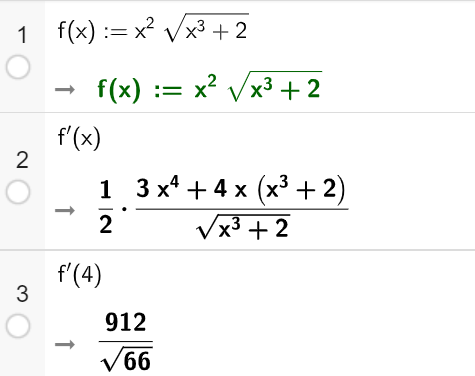 1 f(x) := x² √(x³ + 2)
→ f(x) := x² √(x³ + 2)
2 f′(x)
→ 1/2 · (3 x⁴ + 4 x (x³ + 2))/√(x³ + 2)
3 f′(4)
→ 912/√66